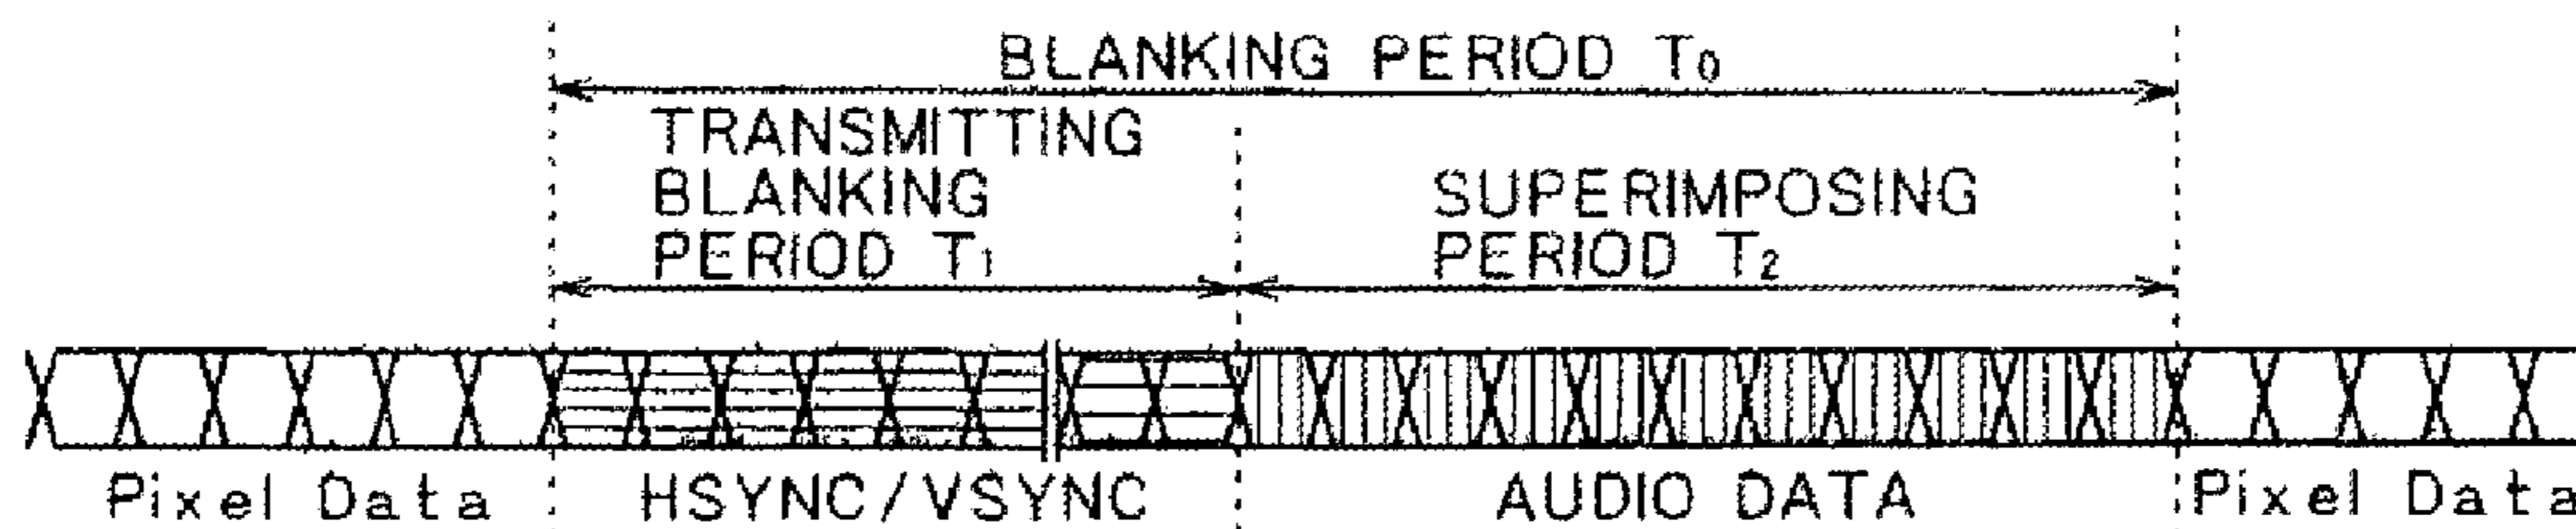 BLANKING PERIOD T₀
TRANSMITTING
BLANKING
PERIOD T₁
SUPERIMPOSING
PERIOD T₂
Pixel Data
HSYNC/VSYNC
AUDIO DATA
Pixel Data